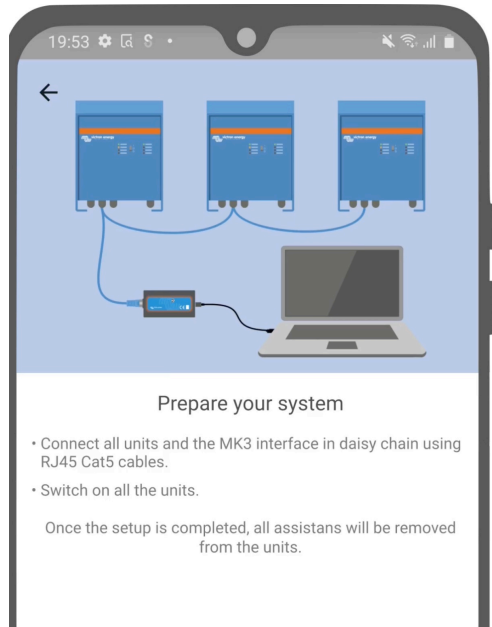 19:53
Prepare your system
• Connect all units and the MK3 interface in daisy chain using
RJ45 Cat5 cables.
• Switch on all the units.
Once the setup is completed, all assistans will be removed
from the units.